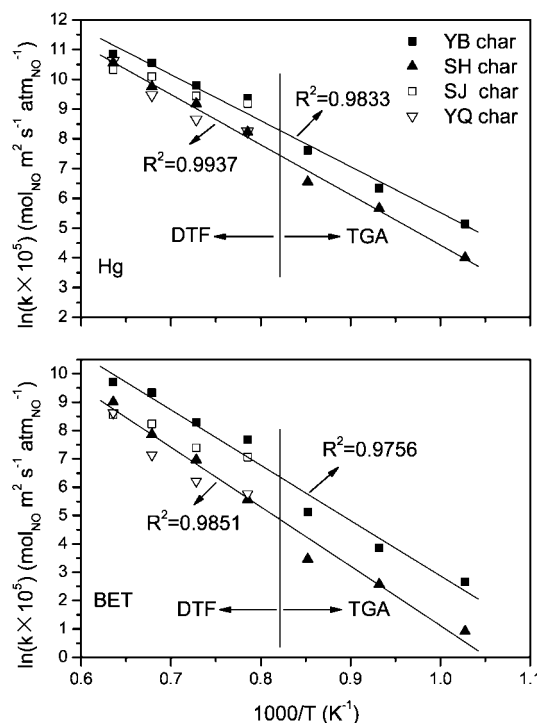 12
11
10
9
8
7
6
5
4
3
2
ln(k×10⁵) (mol_NO m² s⁻¹ atm_NO⁻¹)
YB char
SH char
SJ char
YQ char
R²=0.9833
R²=0.9937
DTF
TGA
Hg
10
9
8
7
6
5
4
3
2
1
0
ln(k×10⁵) (mol_NO m² s⁻¹ atm_NO⁻¹)
R²=0.9756
R²=0.9851
DTF
TGA
BET
0.6 0.7 0.8 0.9 1.0 1.1
1000/T (K⁻¹)